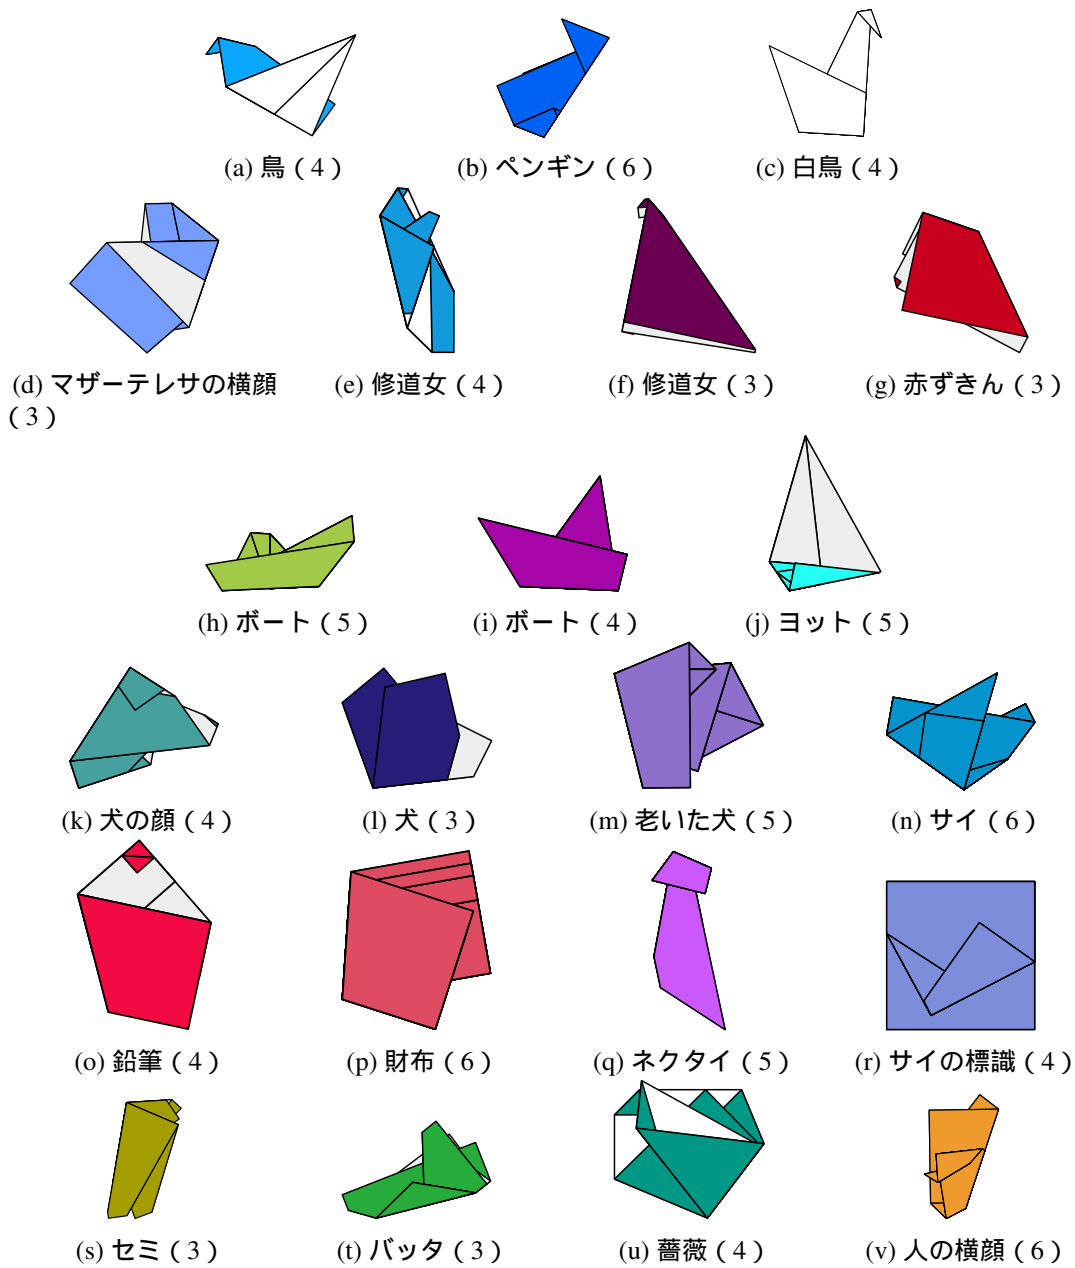 (a) 鳥（4）
(b) ペンギン（6）
(c) 白鳥（4）
(d) マザーテレサの横顔
（3）
(e) 修道女（4）
(f) 修道女（3）
(g) 赤ずきん（3）
(h) ボート（5）
(i) ボート（4）
(j) ヨット（5）
(k) 犬の顔（4）
(l) 犬（3）
(m) 老いた犬（5）
(n) サイ（6）
(o) 鉛筆（4）
(p) 財布（6）
(q) ネクタイ（5）
(r) サイの標識（4）
(s) セミ（3）
(t) バッタ（3）
(u) 薔薇（4）
(v) 人の横顔（6）